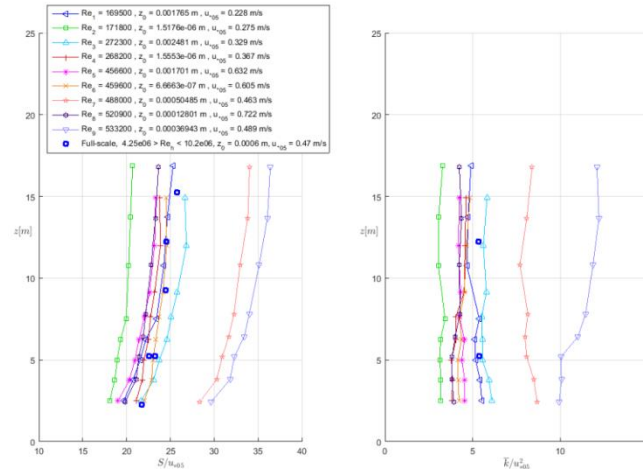 Re1 = 169500 , z0 = 0.001765 m , u*05 = 0.228 m/s
Re2 = 171800 , z0 = 1.5176e-06 m , u*05 = 0.275 m/s
Re3 = 272300 , z0 = 0.002481 m , u*05 = 0.329 m/s
Re4 = 268200 , z0 = 1.5553e-06 m , u*05 = 0.367 m/s
Re5 = 456600 , z0 = 0.001701 m , u*05 = 0.632 m/s
Re6 = 459600 , z0 = 6.6663e-07 m , u*05 = 0.605 m/s
Re7 = 488000 , z0 = 0.00050485 m , u*05 = 0.463 m/s
Re8 = 520900 , z0 = 0.00012801 m , u*05 = 0.722 m/s
Re9 = 533200 , z0 = 0.00036943 m , u*05 = 0.489 m/s
Full-scale, 4.25e06 > Reh < 10.2e06, z0 = 0.0006 m, u*05 = 0.47 m/s
25
20
15
z[m]
10
5
0
10 15 20 25 30 35 40
S/u*05
25
20
15
z[m]
10
5
0
0 5 10
k/u²*05